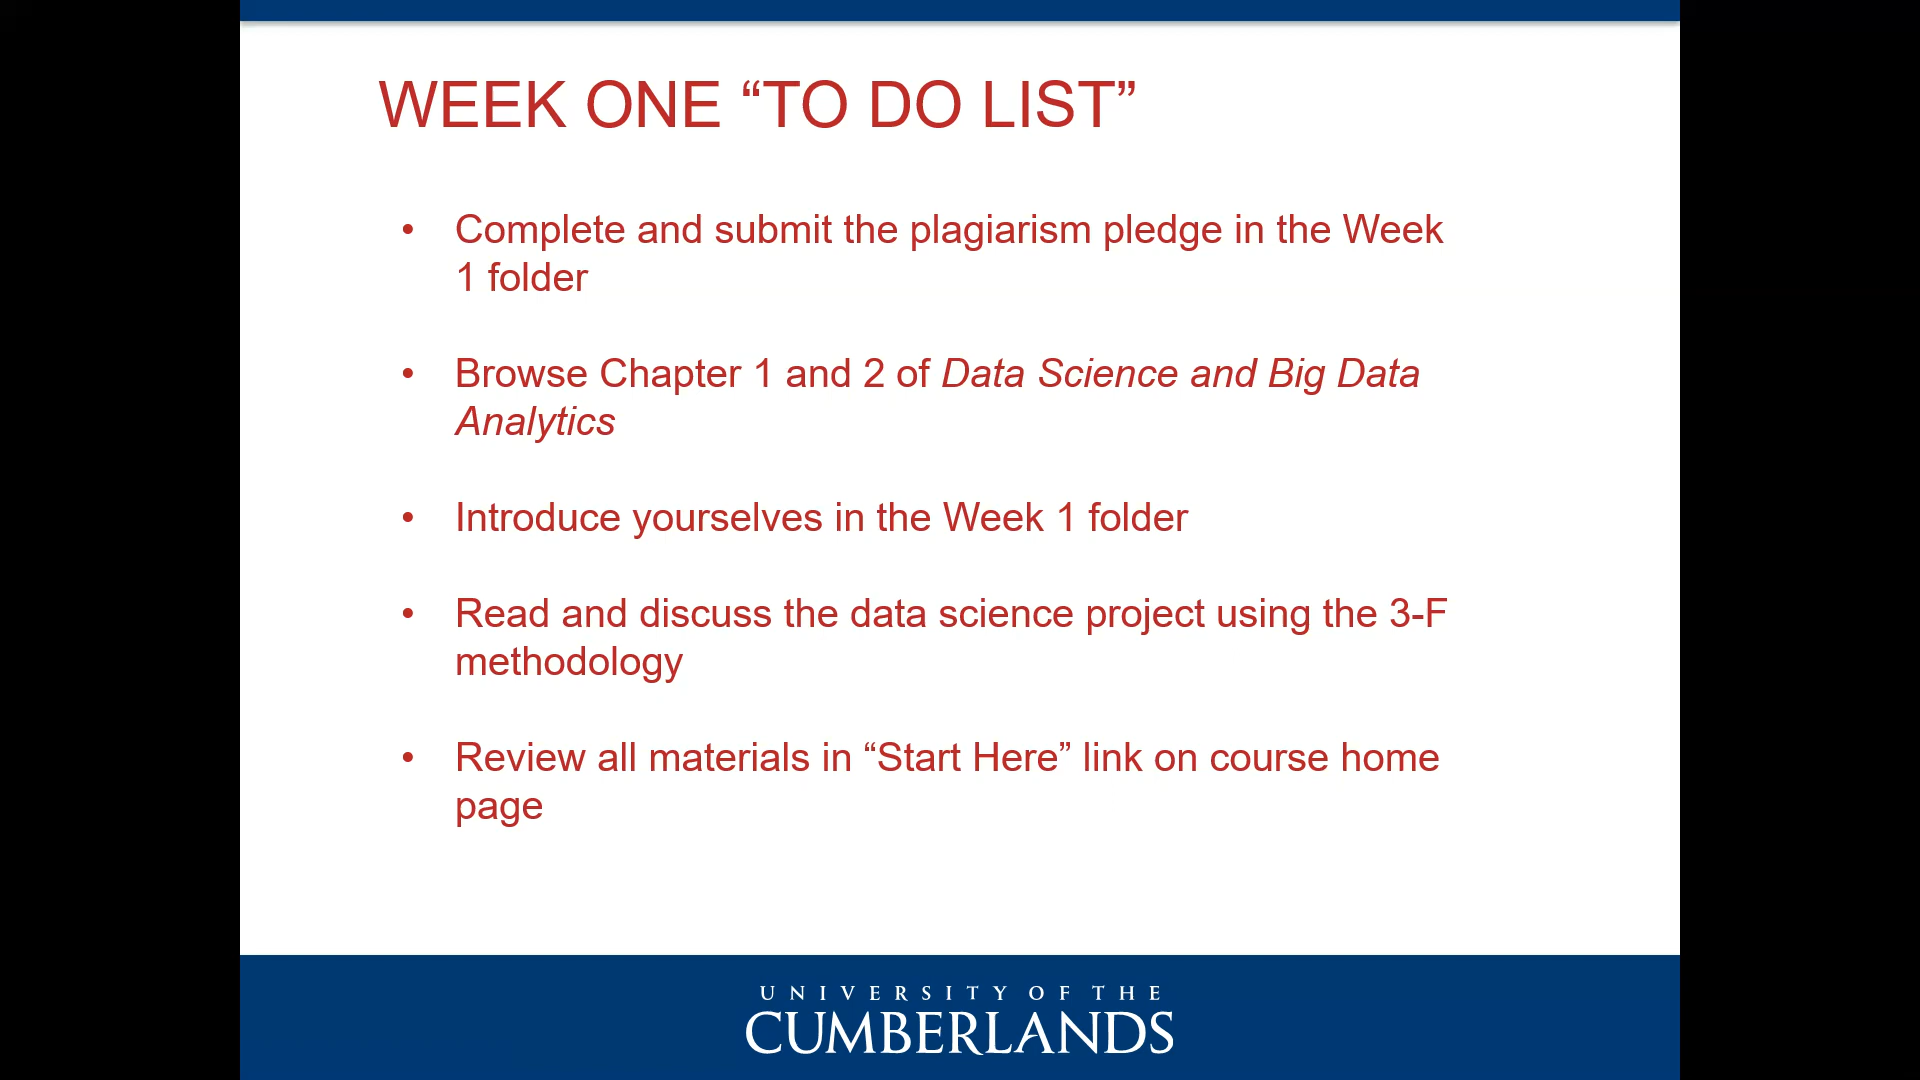 WEEK ONE “TO DO LIST”
• Complete and submit the plagiarism pledge in the Week
1 folder
• Browse Chapter 1 and 2 of Data Science and Big Data
Analytics
• Introduce yourselves in the Week 1 folder
• Read and discuss the data science project using the 3-F
methodology
• Review all materials in “Start Here” link on course home
page
UNIVERSITY OF THE
CUMBERLANDS